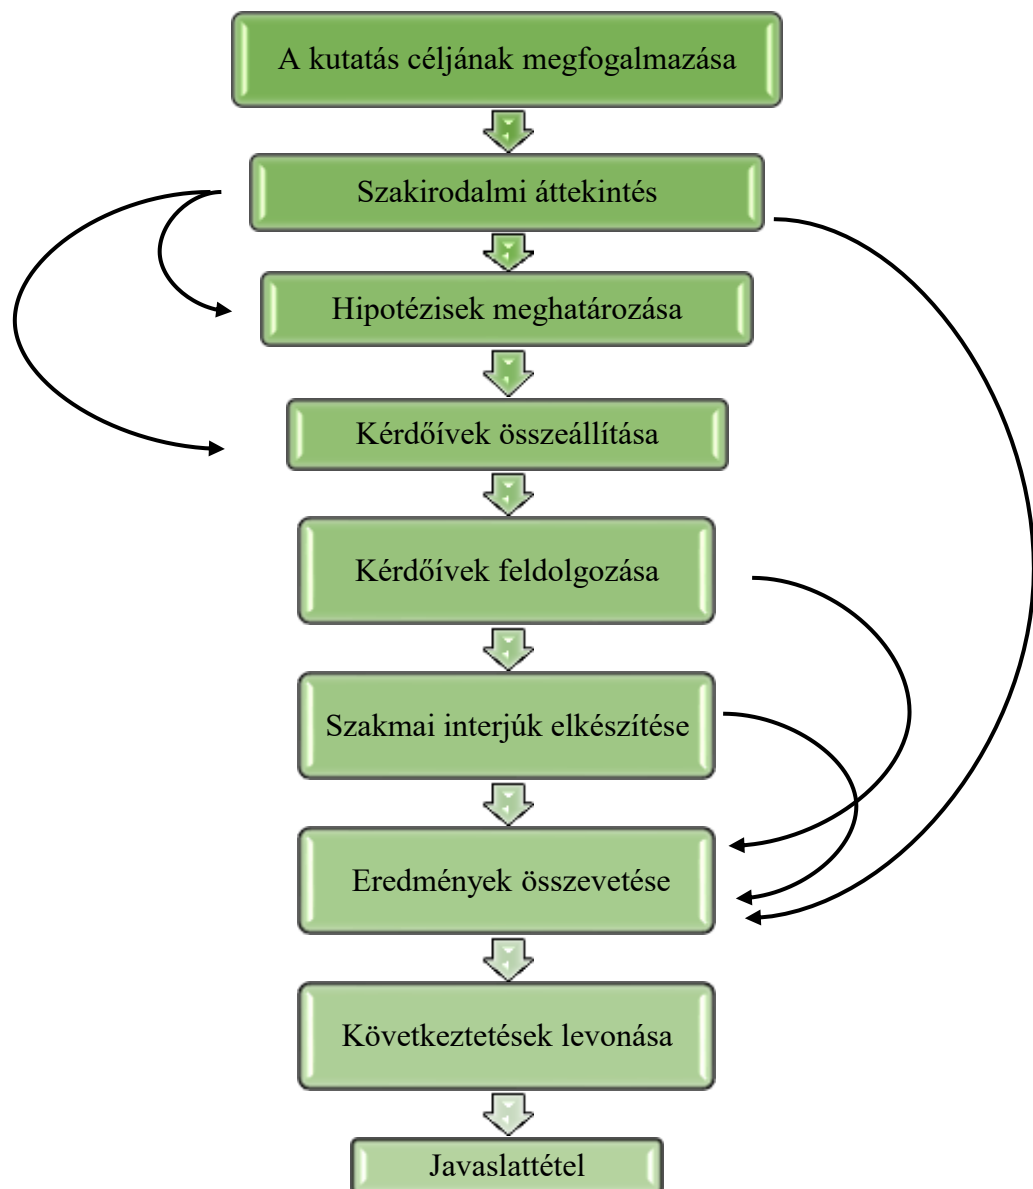 A kutatás céljának megfogalmazása
Szakirodalmi áttekintés
Hipotézisek meghatározása
Kérdőívek összeállítása
Kérdőívek feldolgozása
Szakmai interjúk elkészítése
Eredmények összevetése
Következtetések levonása
Javaslattétel